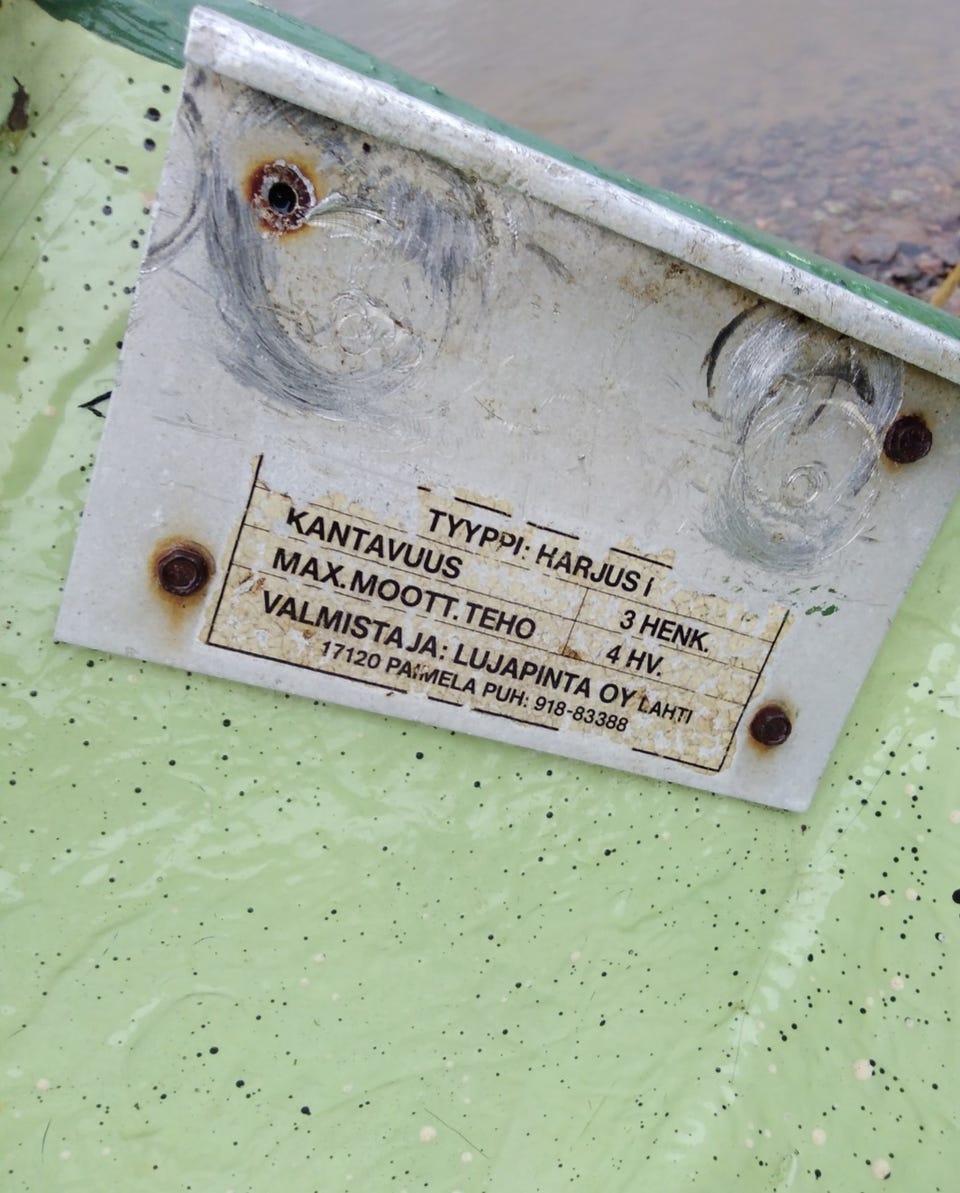 TYYPPI: HARJUS I
KANTAVUUS 3 HENK.
MAX.MOOTT.TEHO 4 HV.
VALMISTAJA: LUJAPINTA OY LAHTI
17120 PAIMELA PUH: 918-83388